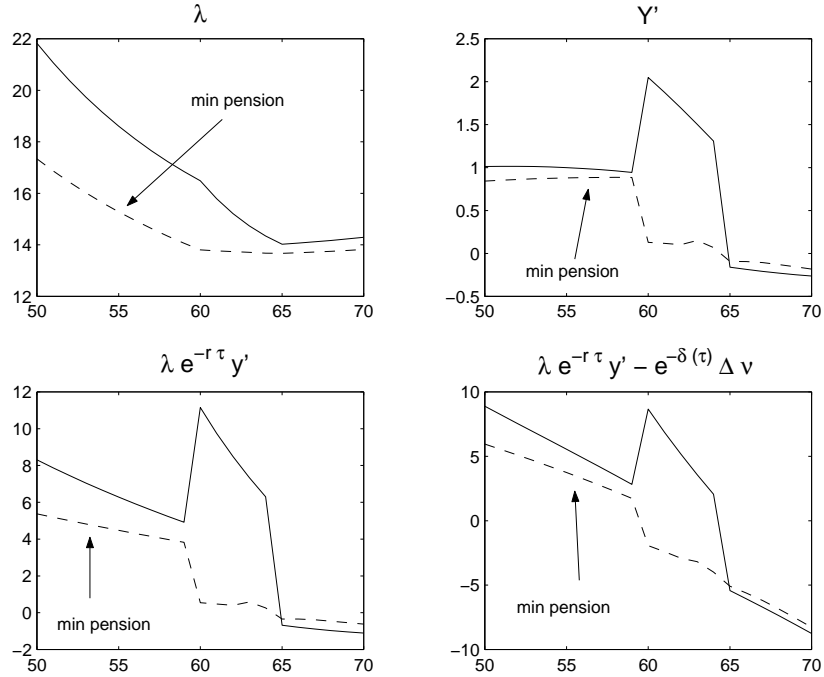 λ
22
20
18
16
14
12
min pension
50 55 60 65 70
Y'
2.5
2
1.5
1
0.5
0
−0.5
min pension
50 55 60 65 70
λ e^{−r τ} y'
12
10
8
6
4
2
0
−2
min pension
50 55 60 65 70
λ e^{−r τ} y' − e^{−δ (τ)} Δ ν
10
5
0
−5
−10
min pension
50 55 60 65 70